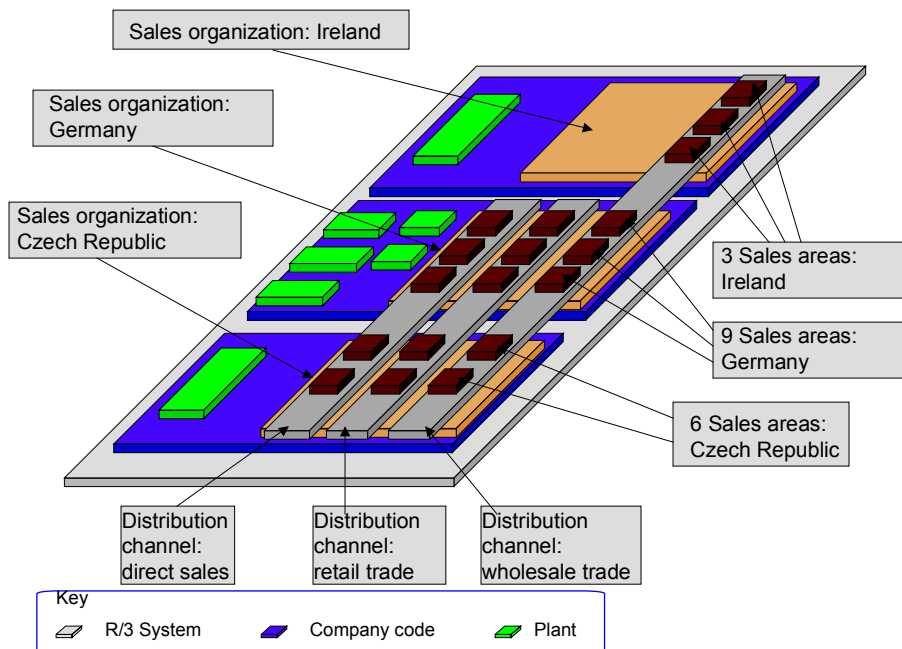 Sales organization: Ireland
Sales organization:
Germany
Sales organization:
Czech Republic
3 Sales areas:
Ireland
9 Sales areas:
Germany
6 Sales areas:
Czech Republic
Distribution
channel:
direct sales
Distribution
channel:
retail trade
Distribution
channel:
wholesale trade
Key
R/3 System
Company code
Plant